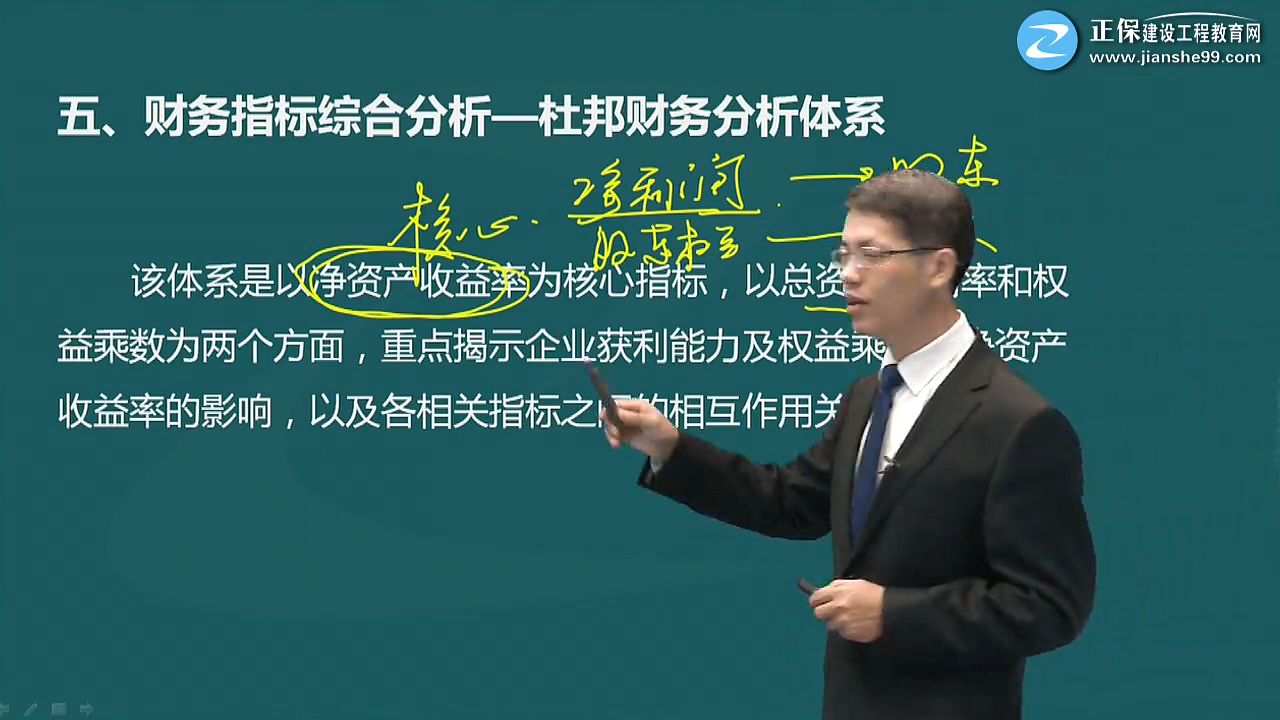 正保建设工程教育网
www.jianshe99.com
五、财务指标综合分析—杜邦财务分析体系
核心
净利润
东
股东权益
该体系是以净资产收益率为核心指标，以总资 率和权
益乘数为两个方面，重点揭示企业获利能力及权益乘 净资产
收益率的影响，以及各相关指标之间的相互作用关